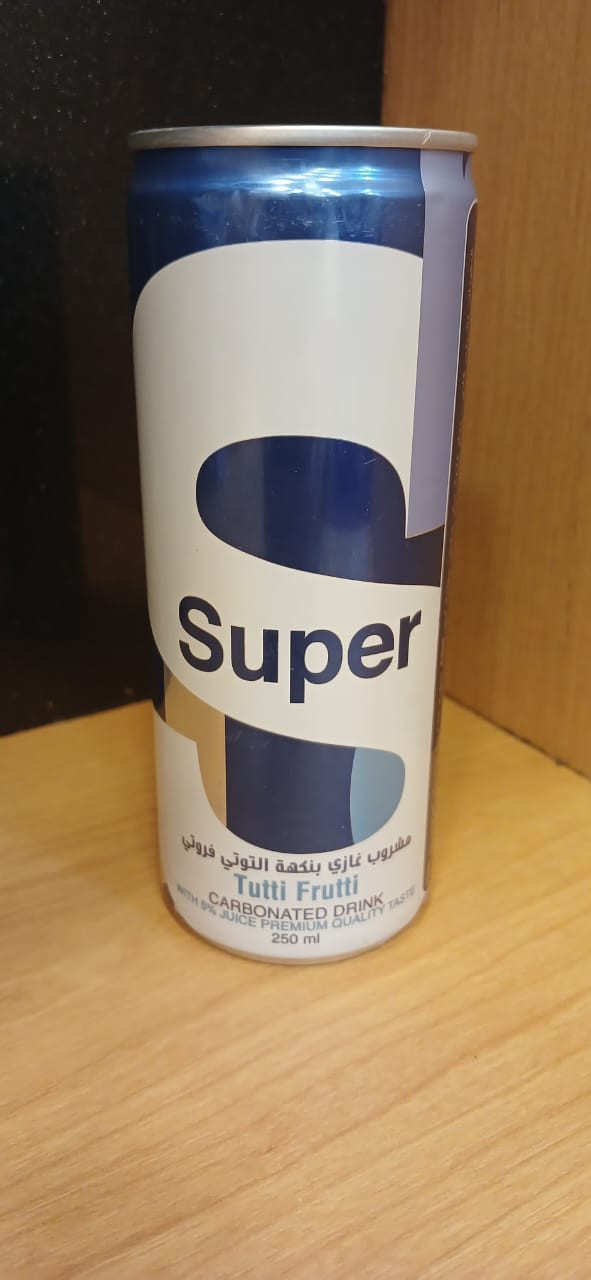 Super
مشروب غازي بنكهة التوتي فروتي
Tutti Frutti
CARBONATED DRINK
WITH 5% JUICE PREMIUM QUALITY TASTE
250 ml